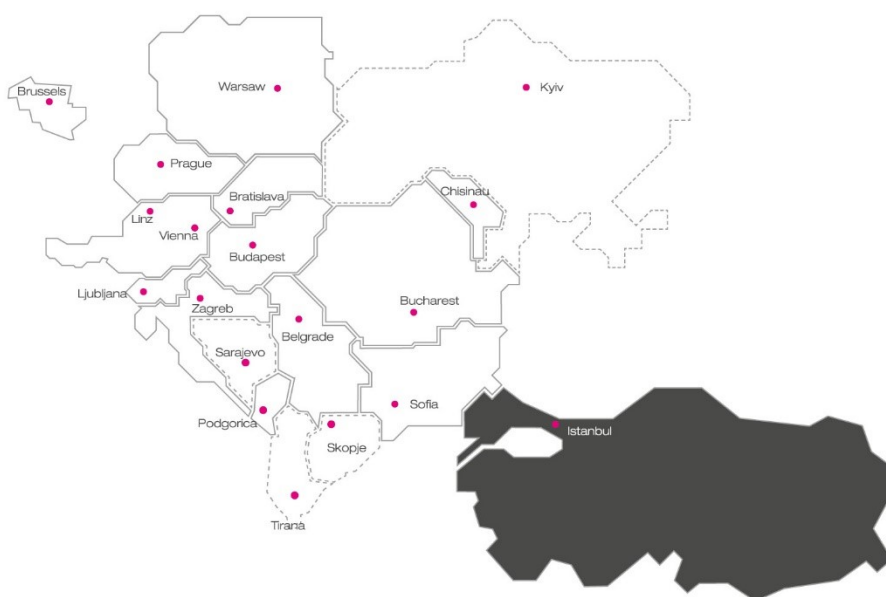 Brussels
Warsaw
Kyiv
Prague
Chisinau
Linz
Bratislava
Vienna
Budapest
Ljubljana
Zagreb
Bucharest
Belgrade
Sarajevo
Sofia
Podgorica
Istanbul
Skopje
Tirana